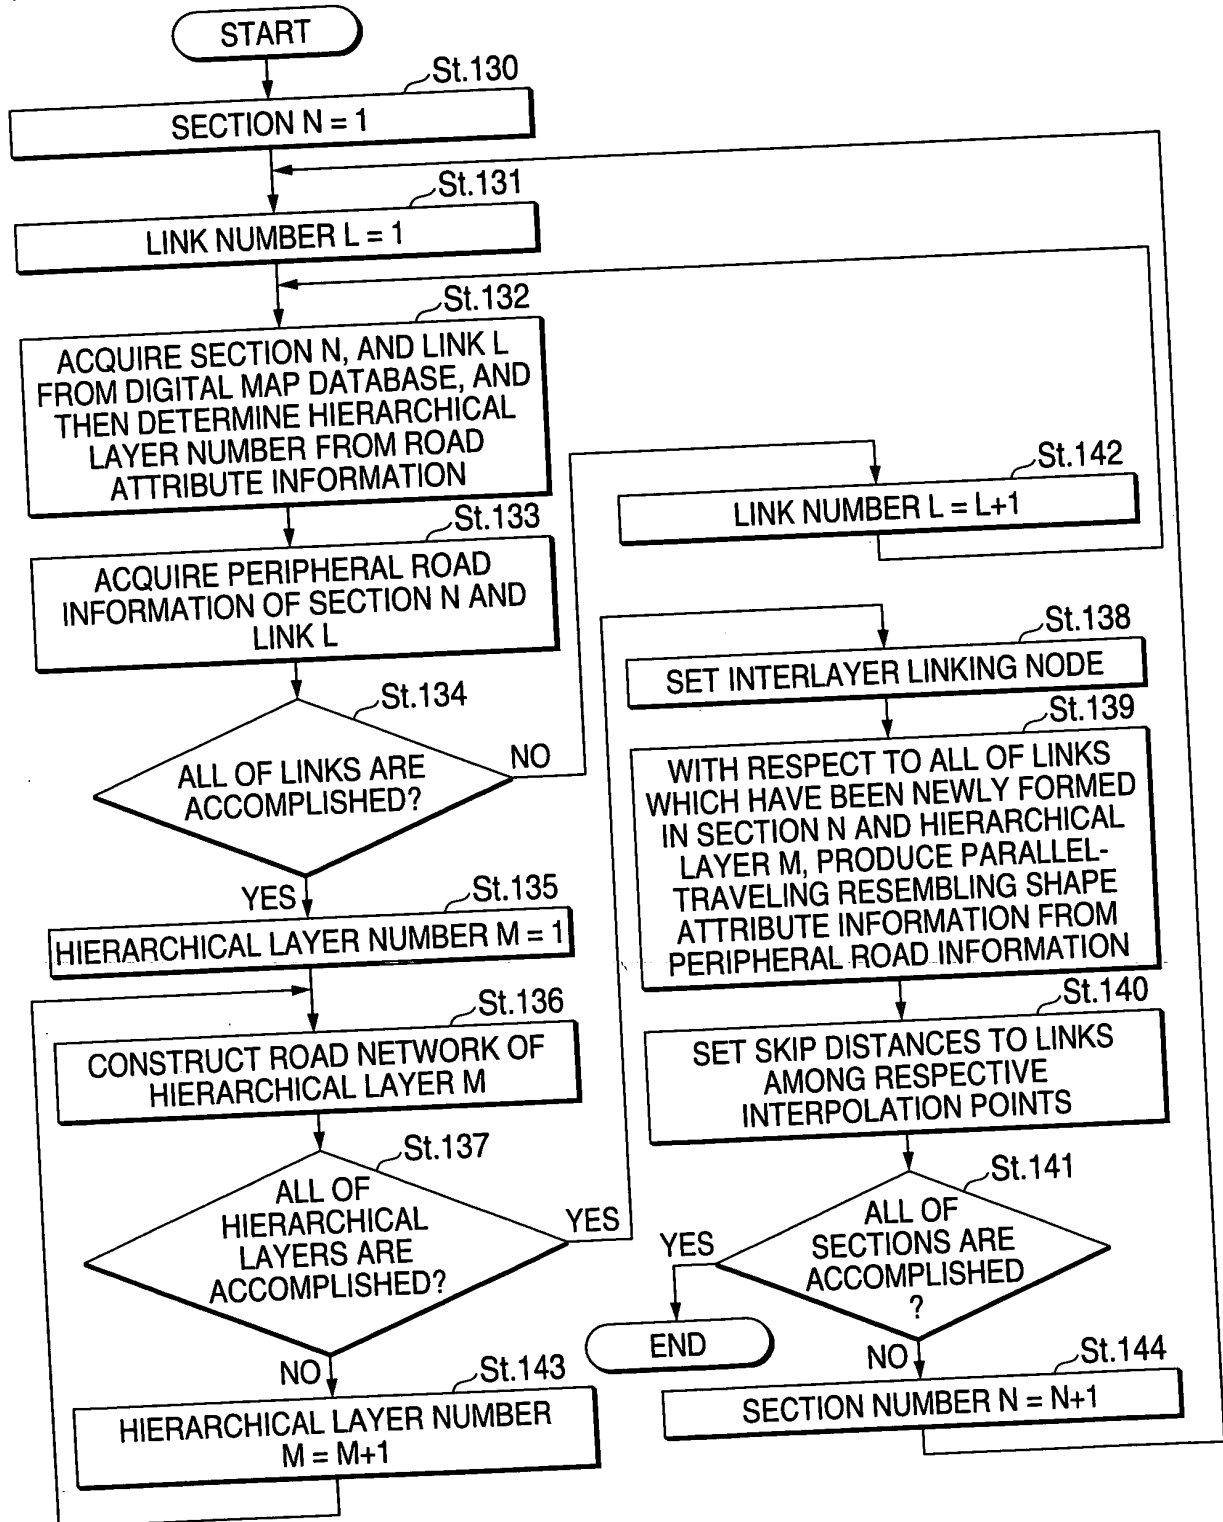 START
St.130
SECTION N = 1
St.131
LINK NUMBER L = 1
St.132
ACQUIRE SECTION N, AND LINK L
FROM DIGITAL MAP DATABASE, AND
THEN DETERMINE HIERARCHICAL
LAYER NUMBER FROM ROAD
ATTRIBUTE INFORMATION
St.133
ACQUIRE PERIPHERAL ROAD
INFORMATION OF SECTION N AND
LINK L
St.134
ALL OF LINKS ARE
ACCOMPLISHED?
NO
YES
St.135
HIERARCHICAL LAYER NUMBER M = 1
St.136
CONSTRUCT ROAD NETWORK OF
HIERARCHICAL LAYER M
St.137
ALL OF
HIERARCHICAL
LAYERS ARE
ACCOMPLISHED?
YES
NO
St.143
HIERARCHICAL LAYER NUMBER
M = M+1
St.142
LINK NUMBER L = L+1
St.138
SET INTERLAYER LINKING NODE
St.139
WITH RESPECT TO ALL OF LINKS
WHICH HAVE BEEN NEWLY FORMED
IN SECTION N AND HIERARCHICAL
LAYER M, PRODUCE PARALLEL-
TRAVELING RESEMBLING SHAPE
ATTRIBUTE INFORMATION FROM
PERIPHERAL ROAD INFORMATION
St.140
SET SKIP DISTANCES TO LINKS
AMONG RESPECTIVE
INTERPOLATION POINTS
St.141
ALL OF
SECTIONS ARE
ACCOMPLISHED
?
YES
END
NO
St.144
SECTION NUMBER N = N+1